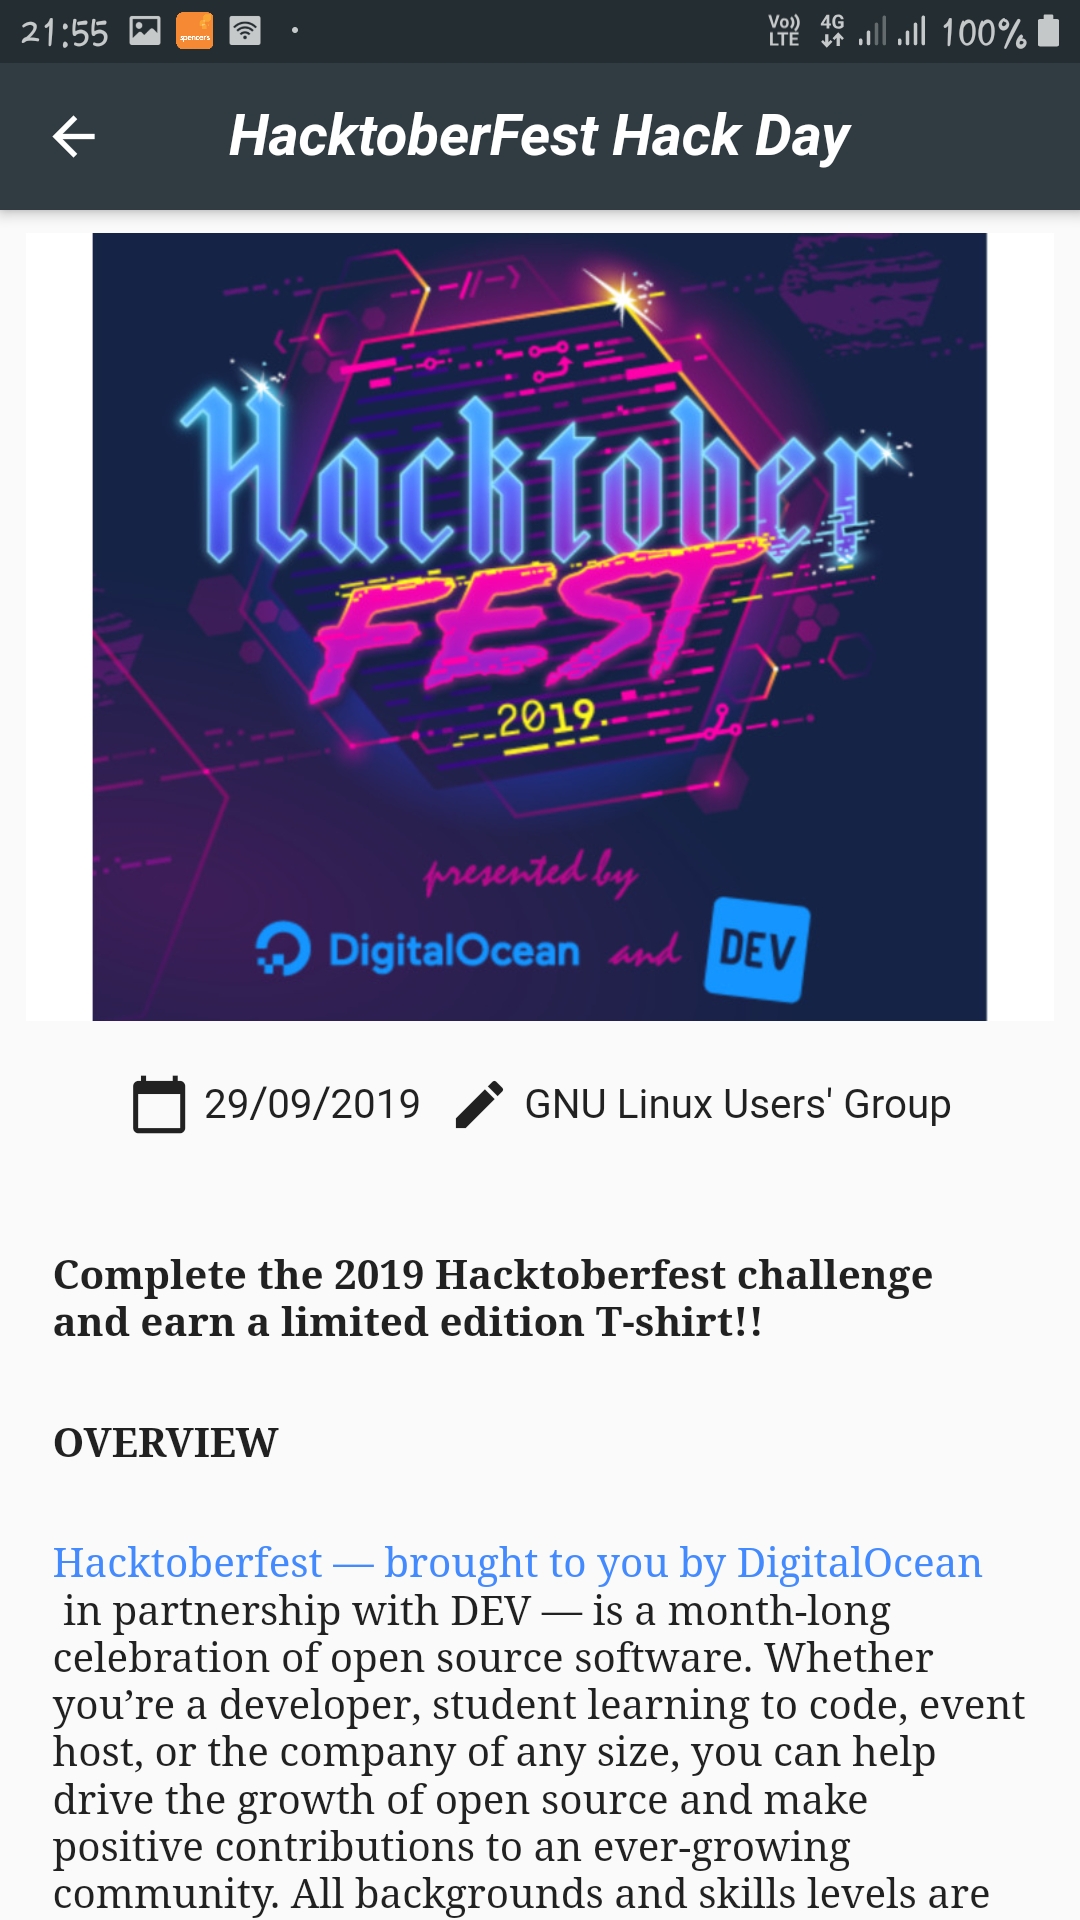 21:55
spencers
Vo))
LTE
4G
100%
HacktoberFest Hack Day
Hacktober
FEST
2019.
presented by
DigitalOcean and DEV
29/09/2019 GNU Linux Users' Group
Complete the 2019 Hacktoberfest challenge
and earn a limited edition T-shirt!!
OVERVIEW
Hacktoberfest — brought to you by DigitalOcean
in partnership with DEV — is a month-long
celebration of open source software. Whether
you’re a developer, student learning to code, event
host, or the company of any size, you can help
drive the growth of open source and make
positive contributions to an ever-growing
community. All backgrounds and skills levels are